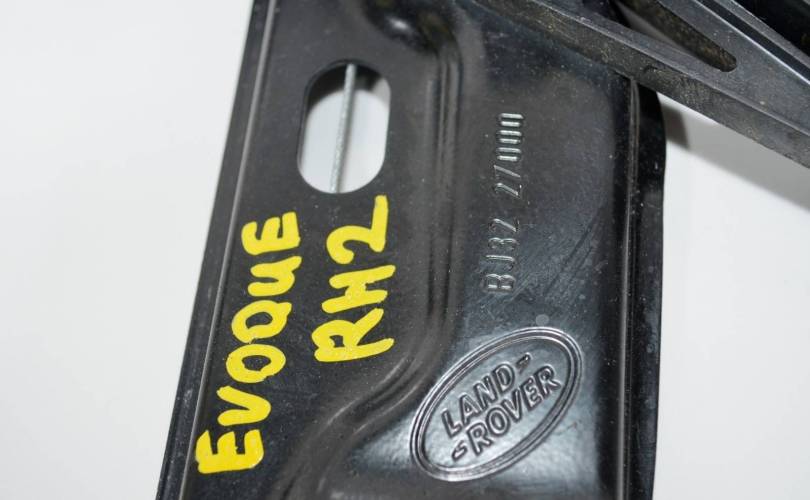 EVOQUE
RH2
BJ32 27000
LAND
ROVER